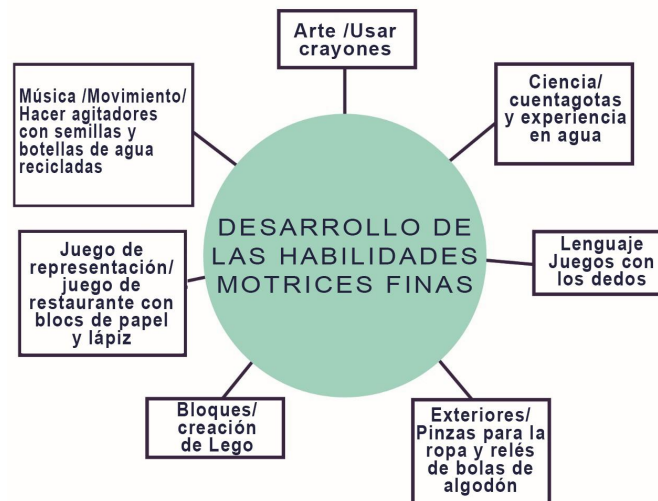 Arte /Usar
crayones
Ciencia/
cuentagotas
y experiencia
en agua
Lenguaje
Juegos con
los dedos
Exteriores/
Pinzas para la
ropa y relés
de bolas de
algodón
Bloques/
creación
de Lego
Juego de
representación/
juego de
restaurante con
blocs de papel
y lápiz
Música /Movimiento/
Hacer agitadores
con semillas y
botellas de agua
recicladas
DESARROLLO DE
LAS HABILIDADES
MOTRICES FINAS